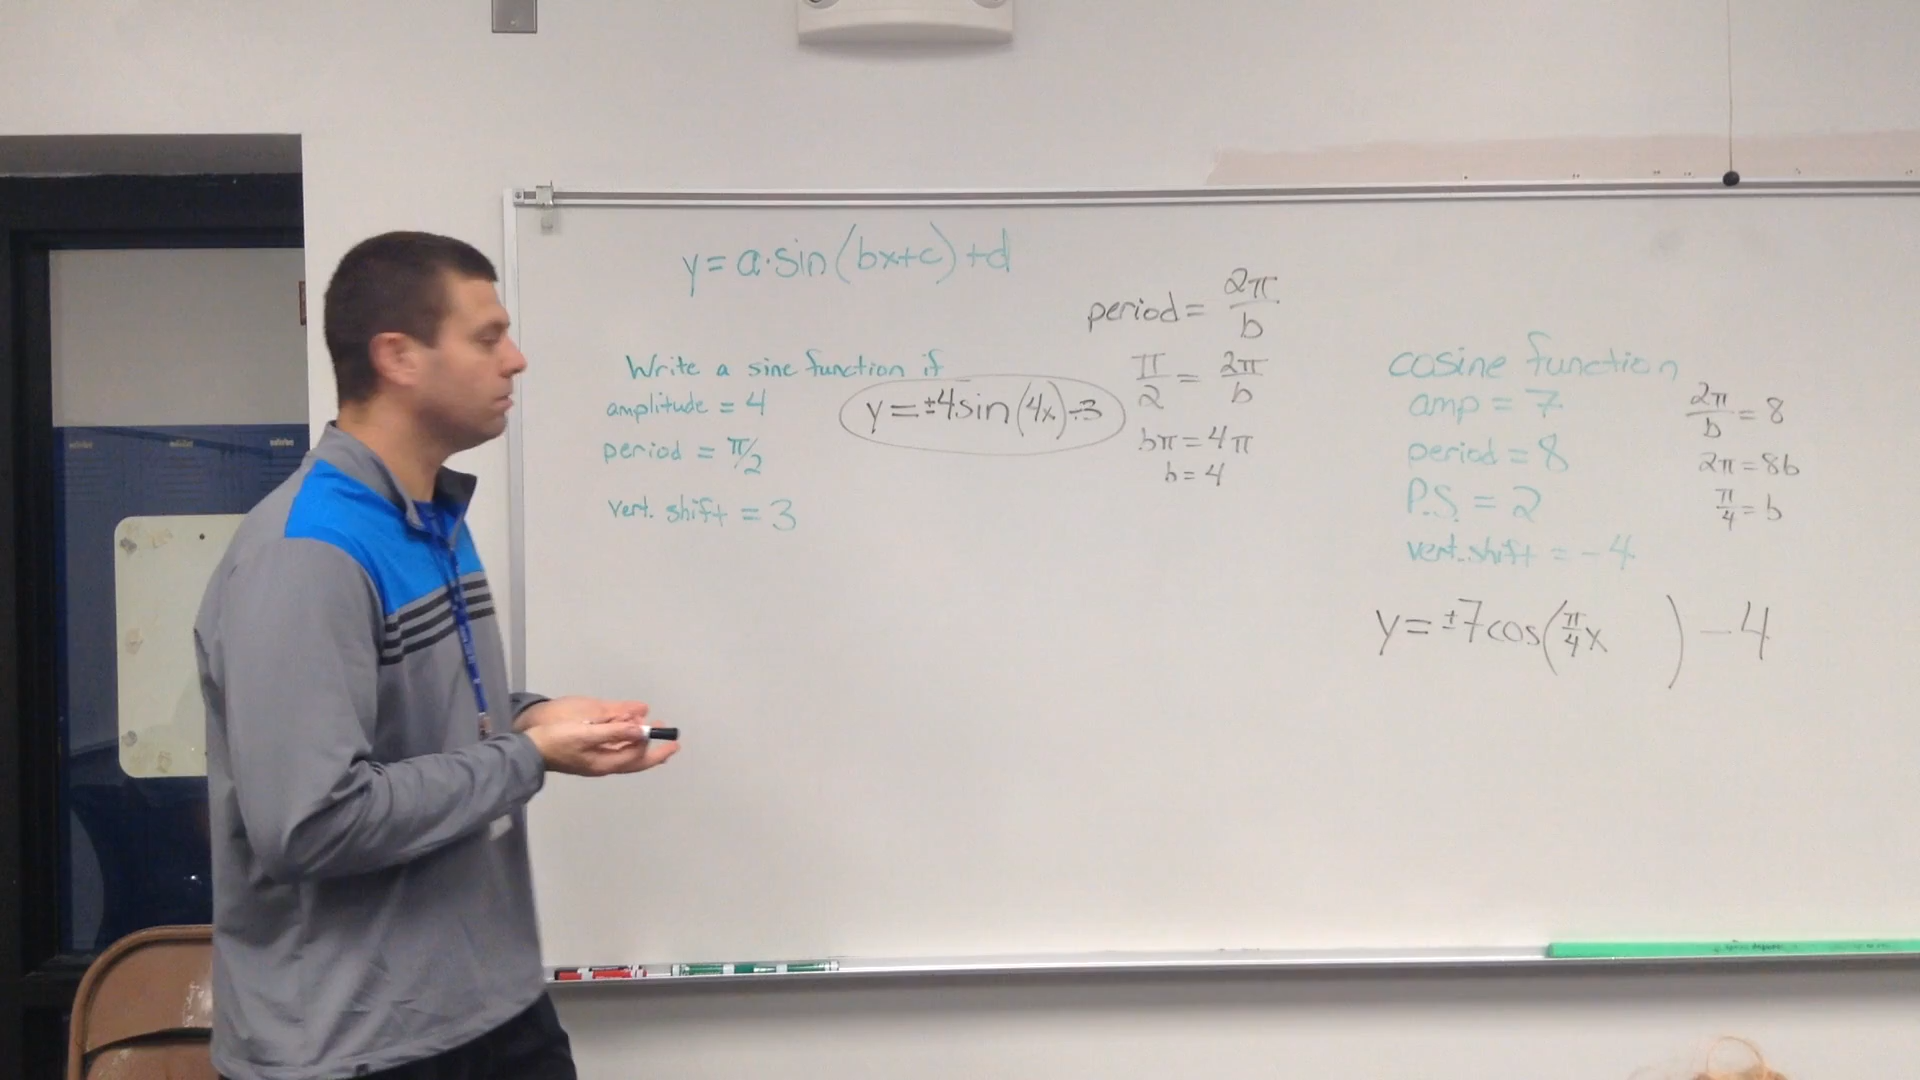 y = a·sin(bx+c)+d
Write a sine function if
amplitude = 4
period = π/2
vert. shift = 3
y = ±4sin(4x)+3
period = 2π/b
π/2 = 2π/b
bπ = 4π
b = 4
cosine function
amp = 7
period = 8
P.S. = 2
vert. shift = -4
2π/b = 8
2π = 8b
π/4 = b
y = ±7cos(π/4 x ) - 4